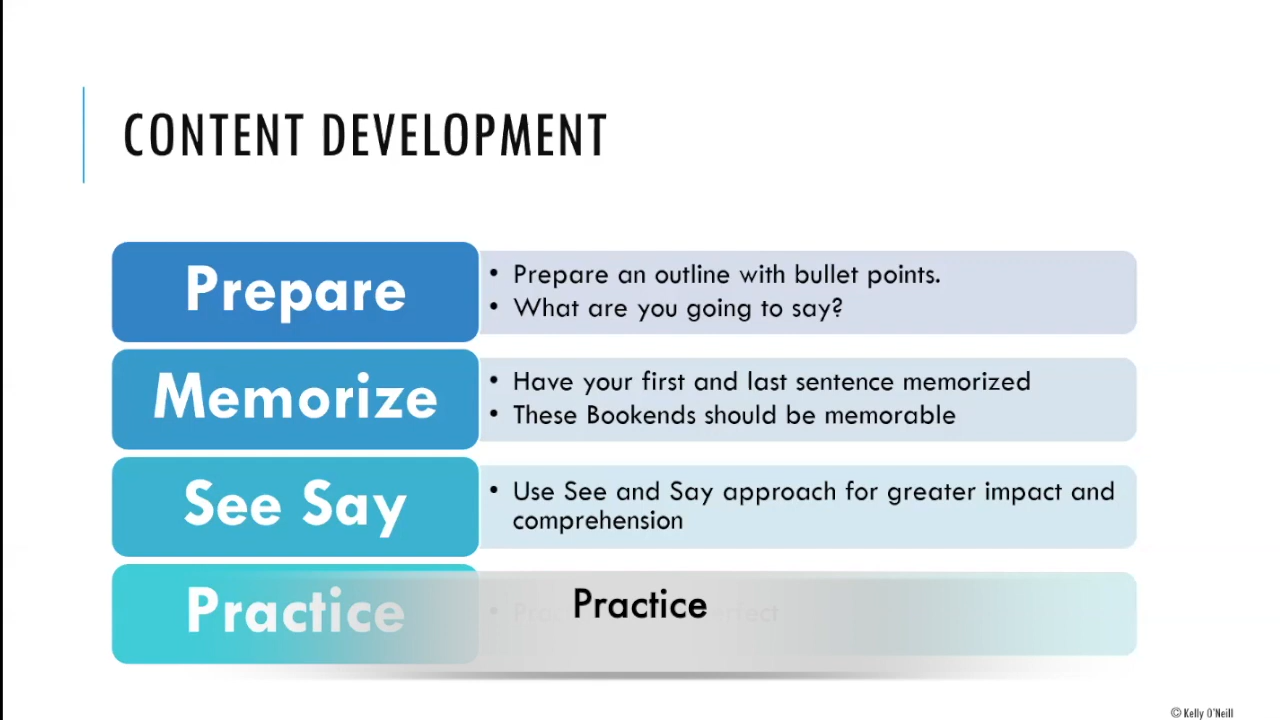 CONTENT DEVELOPMENT
Prepare
• Prepare an outline with bullet points.
• What are you going to say?
Memorize
• Have your first and last sentence memorized
• These Bookends should be memorable
See Say
• Use See and Say approach for greater impact and
comprehension
Practice
Practice
© Kelly O'Neill